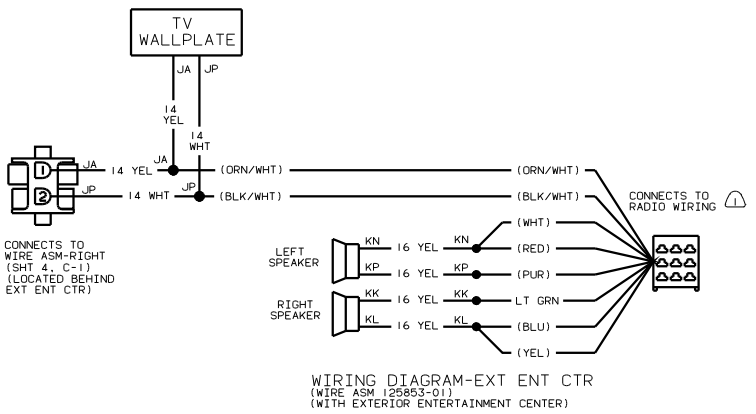 TV
WALLPLATE
JA JP
14
YEL
14
WHT
JA
JP
1 JA 14 YEL (ORN/WHT) (ORN/WHT)
2 JP 14 WHT (BLK/WHT) (BLK/WHT)
CONNECTS TO
RADIO WIRING 1
CONNECTS TO
WIRE ASM-RIGHT
(SHT 4, C-1)
(LOCATED BEHIND
EXT ENT CTR)
(WHT)
LEFT
SPEAKER
KN 16 YEL KN (RED)
KP 16 YEL KP (PUR)
RIGHT
SPEAKER
KK 16 YEL KK LT GRN
KL 16 YEL KL (BLU)
(YEL)
WIRING DIAGRAM-EXT ENT CTR
(WIRE ASM 125853-01)
(WITH EXTERIOR ENTERTAINMENT CENTER)